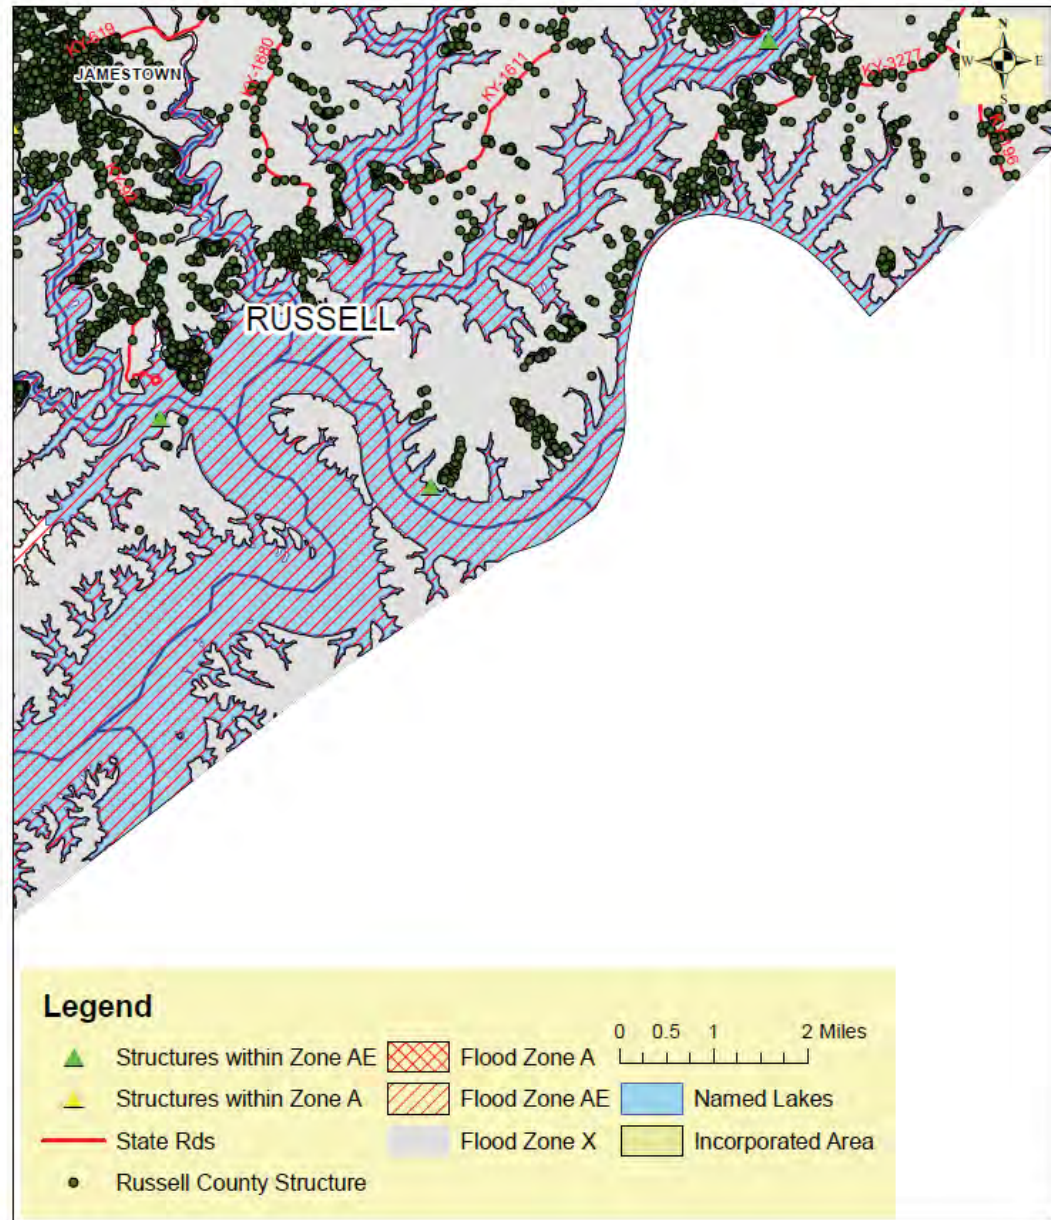 KY-619
JAMESTOWN
KY-1680
KY-1611
KY-3277
N
W
E
S
RUSSELL
Legend
Structures within Zone AE
Structures within Zone A
State Rds
Russell County Structure
Flood Zone A
Flood Zone AE
Flood Zone X
0 0.5 1 2 Miles
Named Lakes
Incorporated Area